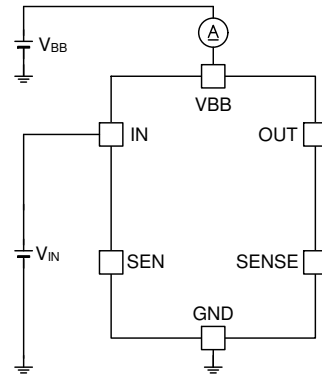 A
VBB
VBB
IN
OUT
VIN
SEN
SENSE
GND